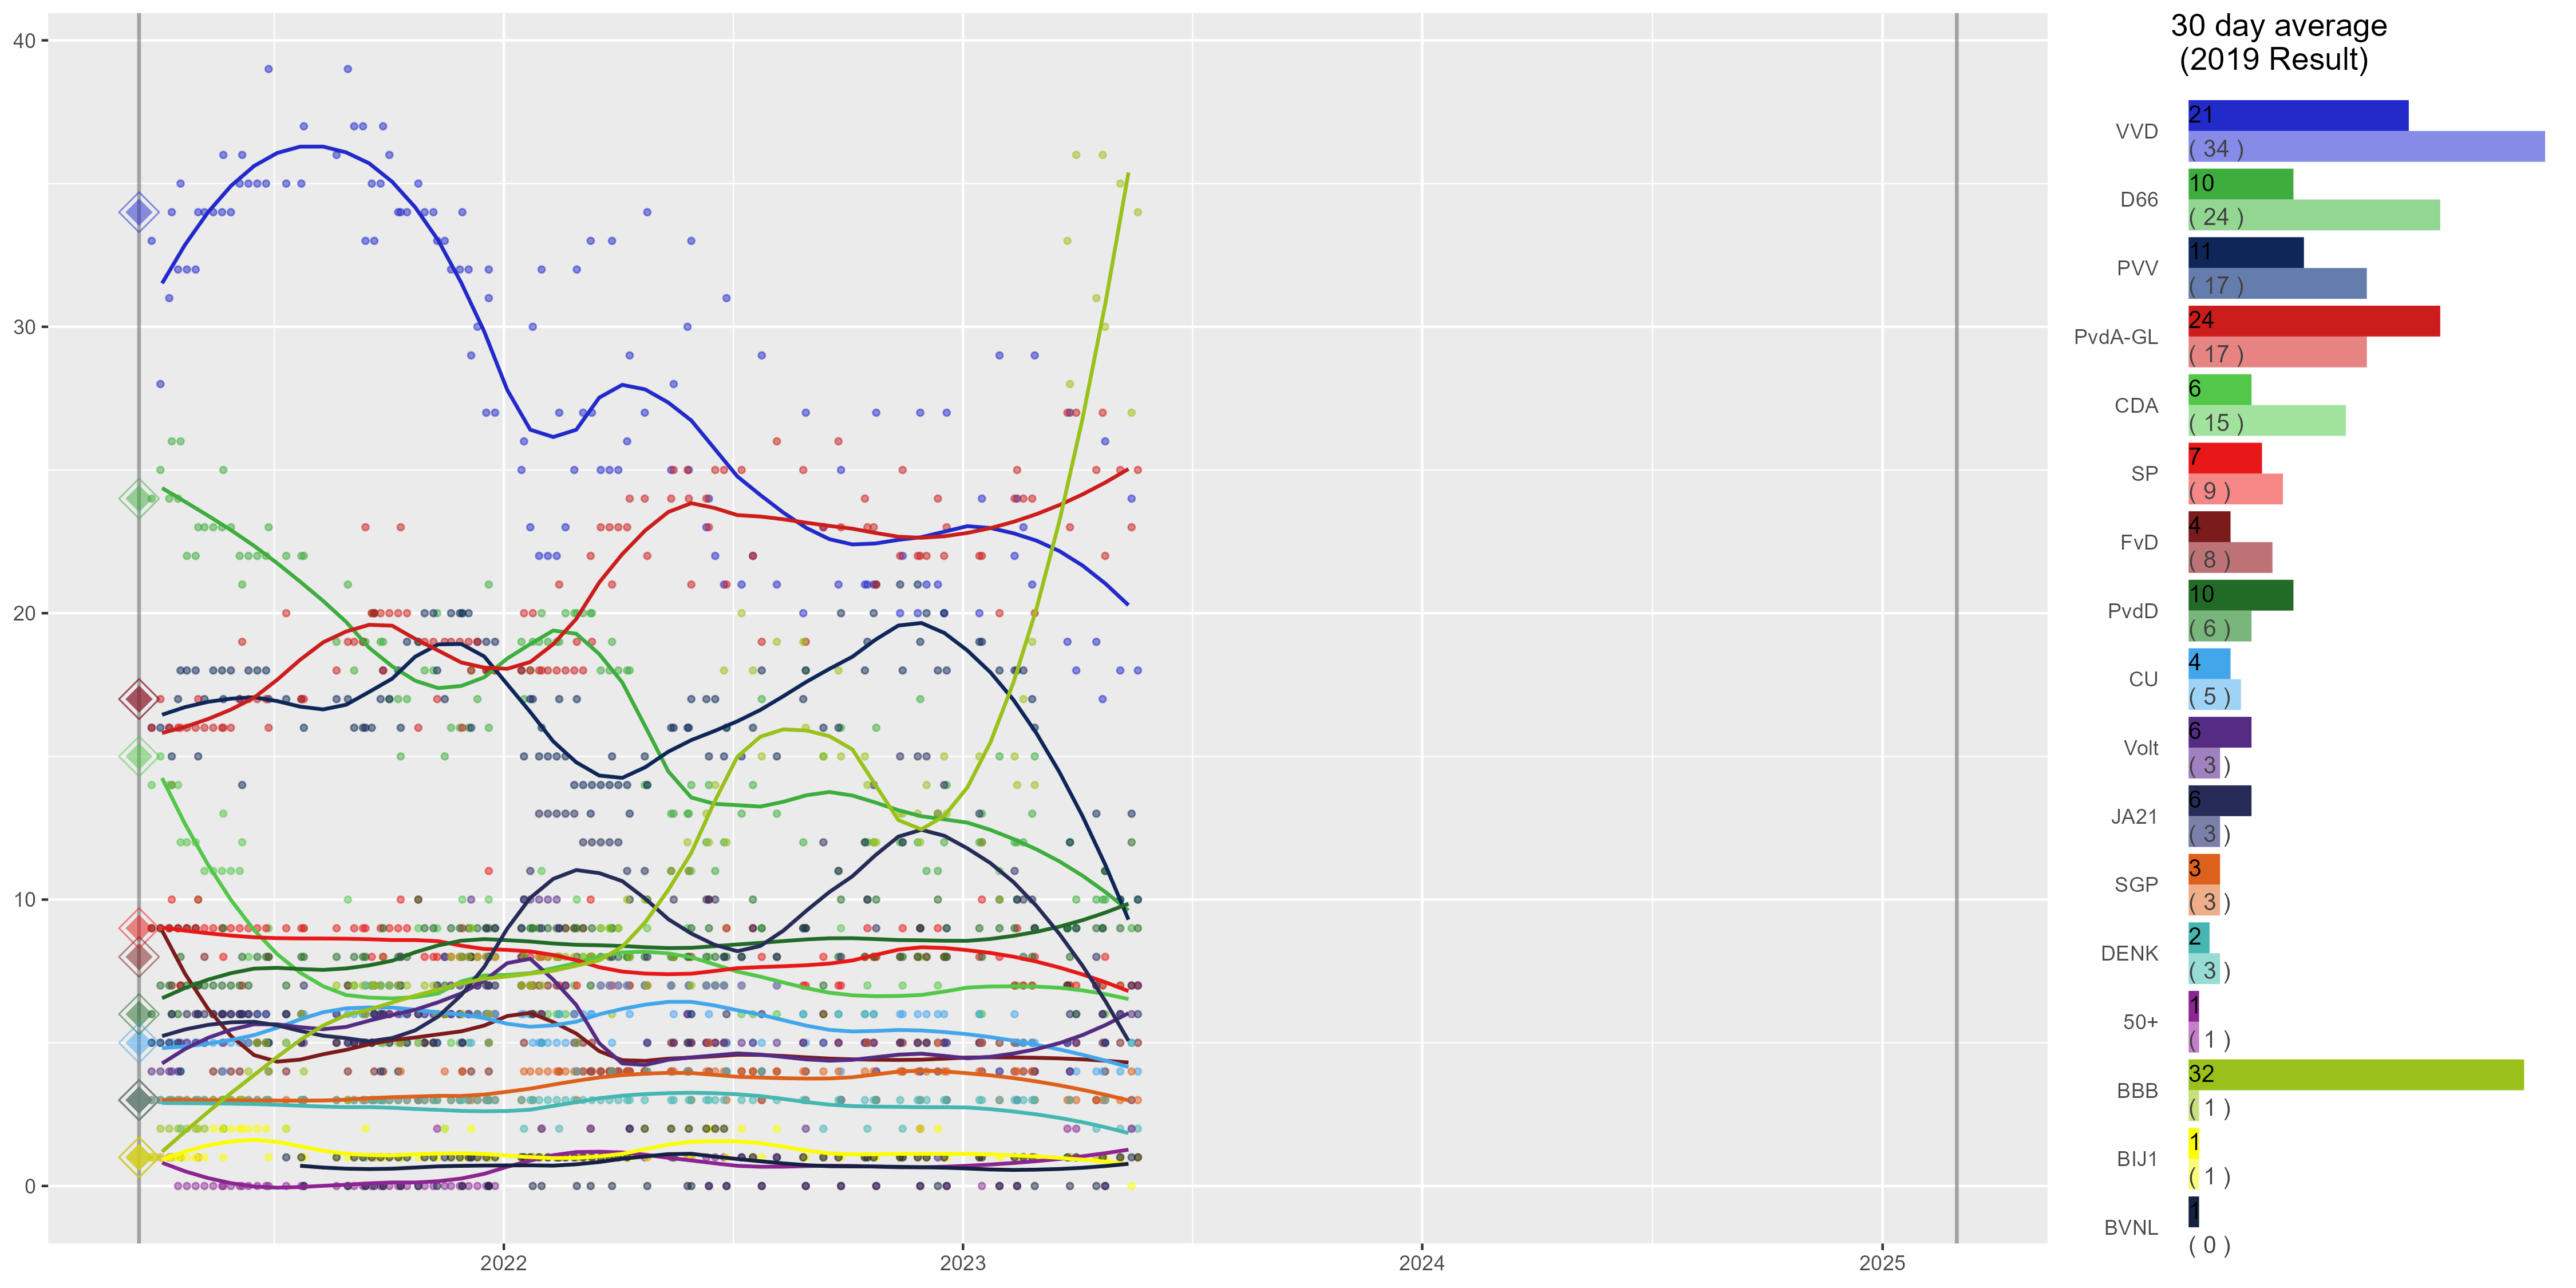 40
30
20
10
0
2022
2023
2024
2025
30 day average
(2019 Result)
VVD
21
( 34 )
D66
10
( 24 )
PVV
11
( 17 )
PvdA-GL
24
( 17 )
CDA
6
( 15 )
SP
7
( 9 )
FvD
4
( 8 )
PvdD
10
( 6 )
CU
4
( 5 )
Volt
6
( 3 )
JA21
6
( 3 )
SGP
3
( 3 )
DENK
2
( 3 )
50+
1
( 1 )
BBB
32
( 1 )
BIJ1
1
( 1 )
BVNL
1
( 0 )